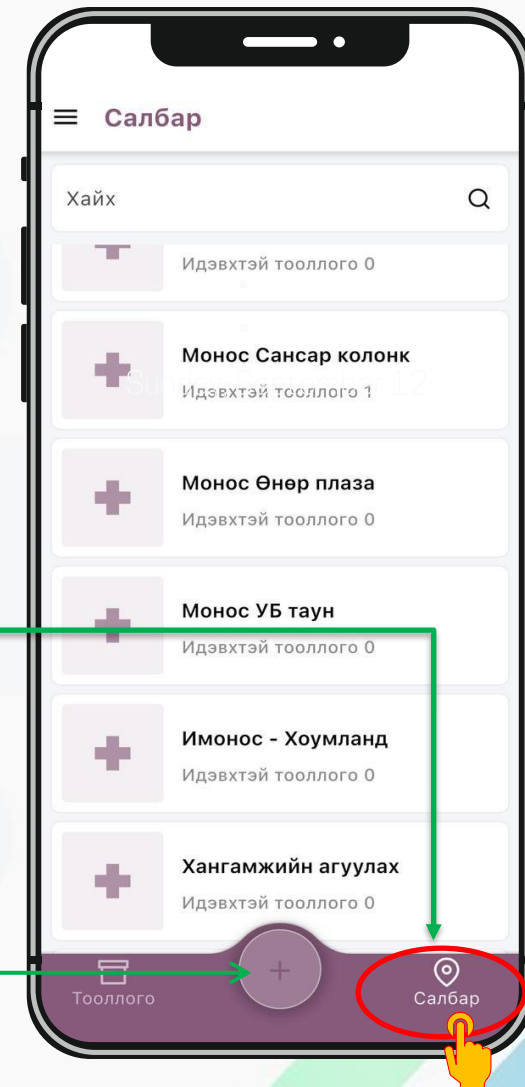 Салбар
Хайх
Идэвхтэй тооллого 0
Монос Сансар колонк
Идэвхтэй тооллого 1
Монос Өнөр плаза
Идэвхтэй тооллого 0
Монос УБ таун
Идэвхтэй тооллого 0
Имонос - Хоумланд
Идэвхтэй тооллого 0
Хангамжийн агуулах
Идэвхтэй тооллого 0
Тооллого
Салбар